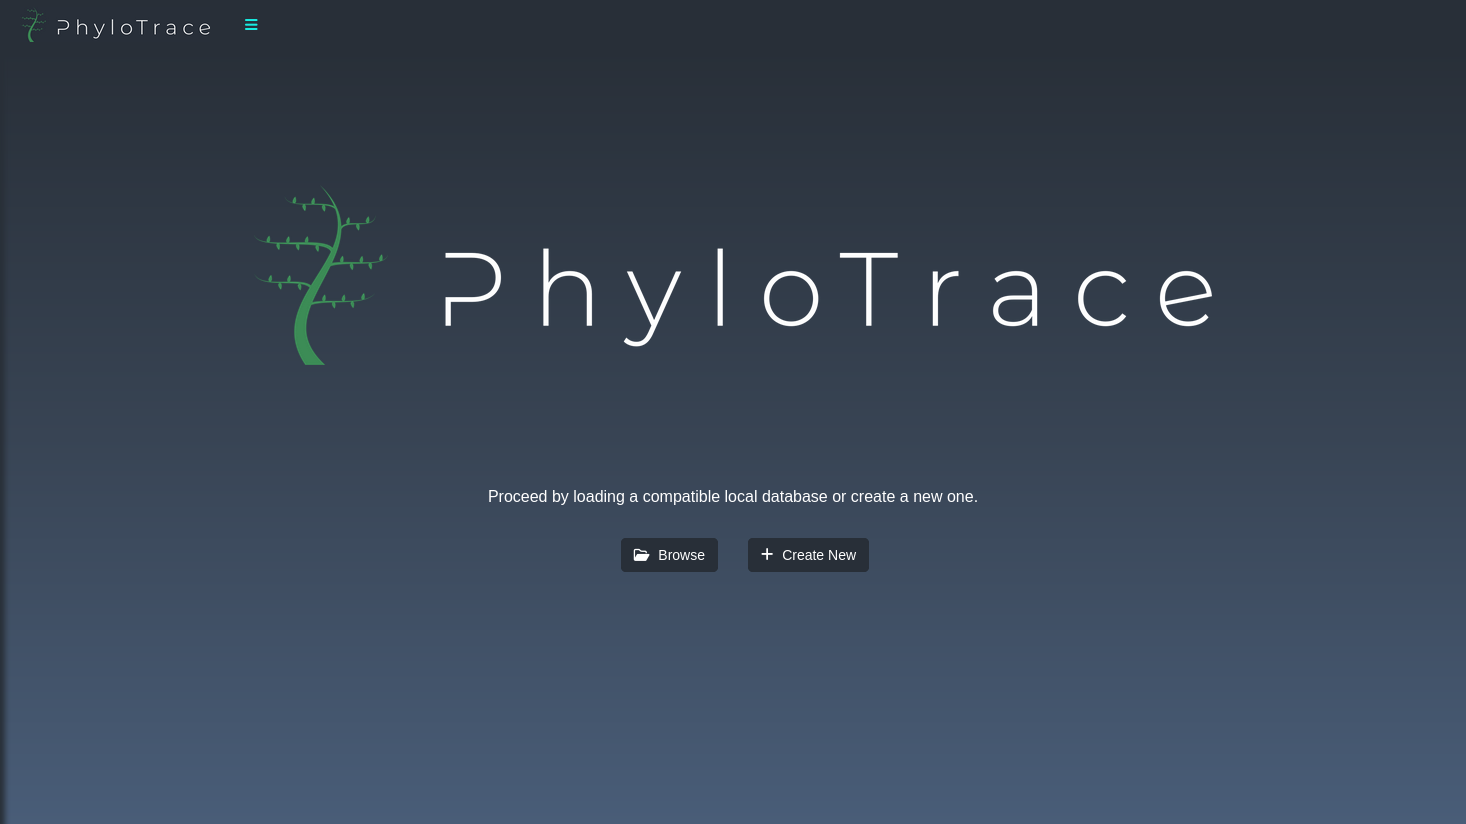 PhyloTrace
PhyloTrace
Proceed by loading a compatible local database or create a new one.
Browse
Create New